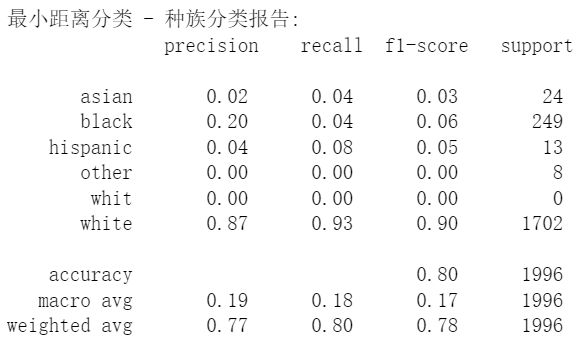 最小距离分类 - 种族分类报告:
precision recall f1-score support
asian 0.02 0.04 0.03 24
black 0.20 0.04 0.06 249
hispanic 0.04 0.08 0.05 13
other 0.00 0.00 0.00 8
whit 0.00 0.00 0.00 0
white 0.87 0.93 0.90 1702
accuracy 0.80 1996
macro avg 0.19 0.18 0.17 1996
weighted avg 0.77 0.80 0.78 1996